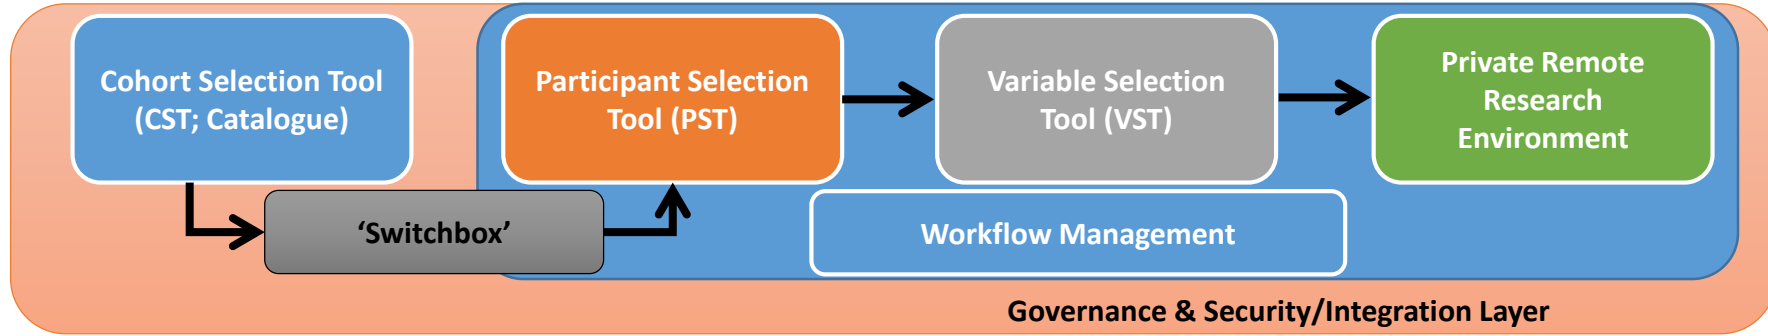 Cohort Selection Tool
(CST; Catalogue)
Participant Selection
Tool (PST)
Variable Selection
Tool (VST)
Private Remote
Research
Environment
‘Switchbox’
Workflow Management
Governance & Security/Integration Layer